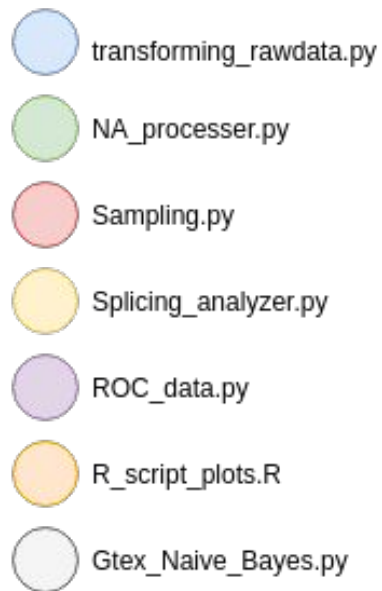 transforming_rawdata.py
NA_processer.py
Sampling.py
Splicing_analyzer.py
ROC_data.py
R_script_plots.R
Gtex_Naive_Bayes.py